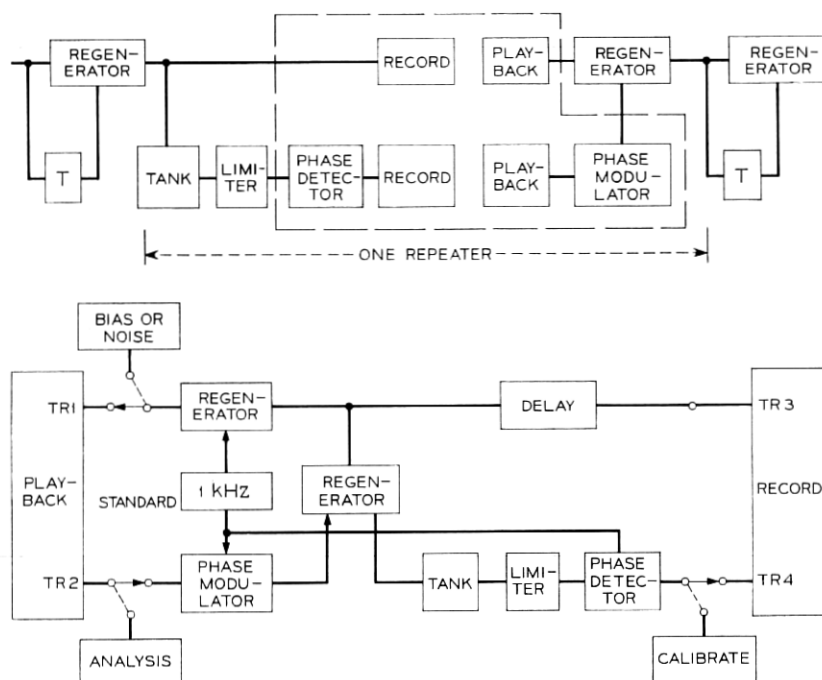 REGEN-
ERATOR
RECORD
PLAY-
BACK
REGEN-
ERATOR
REGEN-
ERATOR
T
TANK
LIMI-
TER
PHASE
DETEC-
TOR
RECORD
PLAY-
BACK
PHASE
MODU-
LATOR
T
ONE REPEATER
BIAS OR
NOISE
TR1
REGEN-
ERATOR
DELAY
TR3
PLAY-
BACK
STANDARD
1 kHz
REGEN-
ERATOR
RECORD
TR2
PHASE
MODU-
LATOR
TANK
LIMI-
TER
PHASE
DETEC-
TOR
TR4
ANALYSIS
CALIBRATE